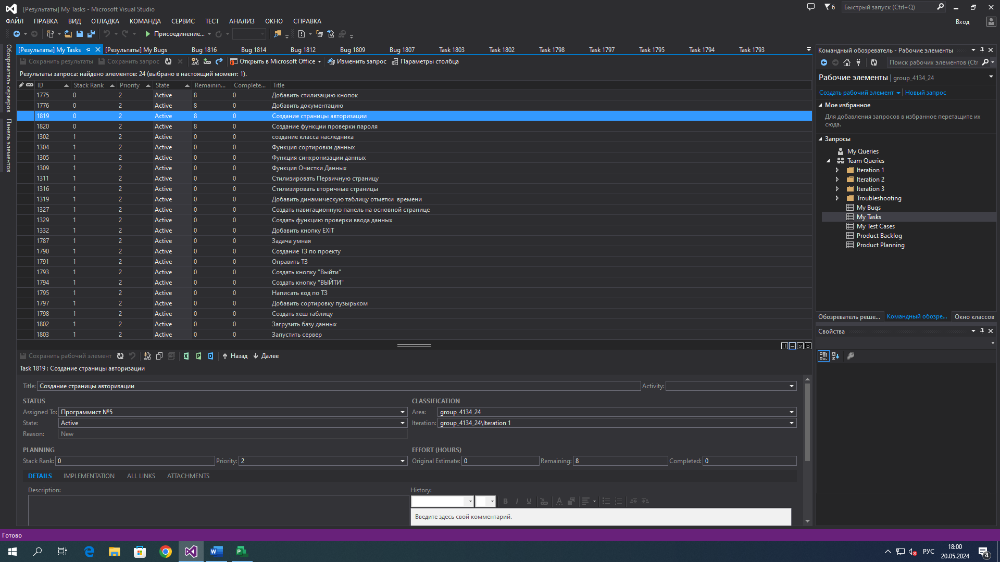 [Результаты] My Tasks - Microsoft Visual Studio
6
Быстрый запуск (Ctrl+Q)
ФАЙЛ ПРАВКА ВИД ОТЛАДКА КОМАНДА СЕРВИС ТЕСТ АНАЛИЗ ОКНО СПРАВКА
Вход
Присоединение...
Обозреватель серверов
Панель элементов
[Результаты] My Tasks [Результаты] My Bugs Bug 1816 Bug 1814 Bug 1812 Bug 1809 Bug 1807 Task 1803 Task 1802 Task 1798 Task 1797 Task 1795 Task 1794 Task 1793
Сохранить результаты Сохранить запрос Открыть в Microsoft Office Изменить запрос Параметры столбца
Результаты запроса: найдено элементов: 24 (выбрано в настоящий момент: 1).
ID Stack Rank Priority State Remainin... Complete... Title
1775 0 2 Active 8 0 Добавить стилизацию кнопок
1776 0 2 Active 8 0 Добавить документацию
1819 0 2 Active 8 0 Создание страницы авторизации
1820 0 2 Active 8 0 Создание функции проверки пароля
1302 1 2 Active 0 0 создание класса наследника
1304 1 2 Active 0 0 Функция сортировки данных
1305 1 2 Active 0 0 Функция синхронизации данных
1309 1 2 Active 0 0 Функция Очистки Данных
1311 1 2 Active 0 0 Стилизировать Первичную страницу
1316 1 2 Active 0 0 Стилизировать вторичные страницы
1319 1 2 Active 0 0 Добавить динамическую таблицу отметки времени
1327 1 2 Active 0 0 Создать навигационную панель на основной странице
1329 1 2 Active 0 0 Создать функцию проверки ввода данных
1332 1 2 Active 0 0 Добавить кнопку EXIT
1787 1 2 Active 0 0 Задача умная
1790 1 2 Active 0 0 Создание ТЗ по проекту
1791 1 2 Active 0 0 Оправить ТЗ
1793 1 2 Active 0 0 Создать кнопку "Выйти"
1794 1 2 Active 0 0 Создать кнопку "ВЫЙТИ"
1795 1 2 Active 0 0 Написать код по ТЗ
1797 1 2 Active 0 0 Добавить сортировку пузырьком
1798 1 2 Active 0 0 Создать хеш таблицу
1802 1 2 Active 0 0 Загрузить базу данных
1803 1 2 Active 0 0 Запустить сервер
Сохранить рабочий элемент Назад Далее
Task 1819 : Создание страницы авторизации
Title: Создание страницы авторизации Activity:
STATUS CLASSIFICATION
Assigned To: Программист №5 Area: group_4134_24
State: Active Iteration: group_4134_24\Iteration 1
Reason: New
PLANNING EFFORT (HOURS)
Stack Rank: 0 Priority: 2 Original Estimate: 0 Remaining: 8 Completed: 0
DETAILS IMPLEMENTATION ALL LINKS ATTACHMENTS
Description: History:
B I U A
Введите здесь свой комментарий.
Командный обозреватель - Рабочие элементы
Поиск рабочих элементов (Ctr
Рабочие элементы | group_4134_24
Создать рабочий элемент | Новый запрос
Мое избранное
Для добавления запросов в избранное перетащите их
сюда.
Запросы
My Queries
Team Queries
Iteration 1
Iteration 2
Iteration 3
Troubleshooting
My Bugs
My Tasks
My Test Cases
Product Backlog
Product Planning
Обозреватель реше... Командный обозре... Окно классов
Свойства
Готово
РУС
18:00
20.05.2024
4